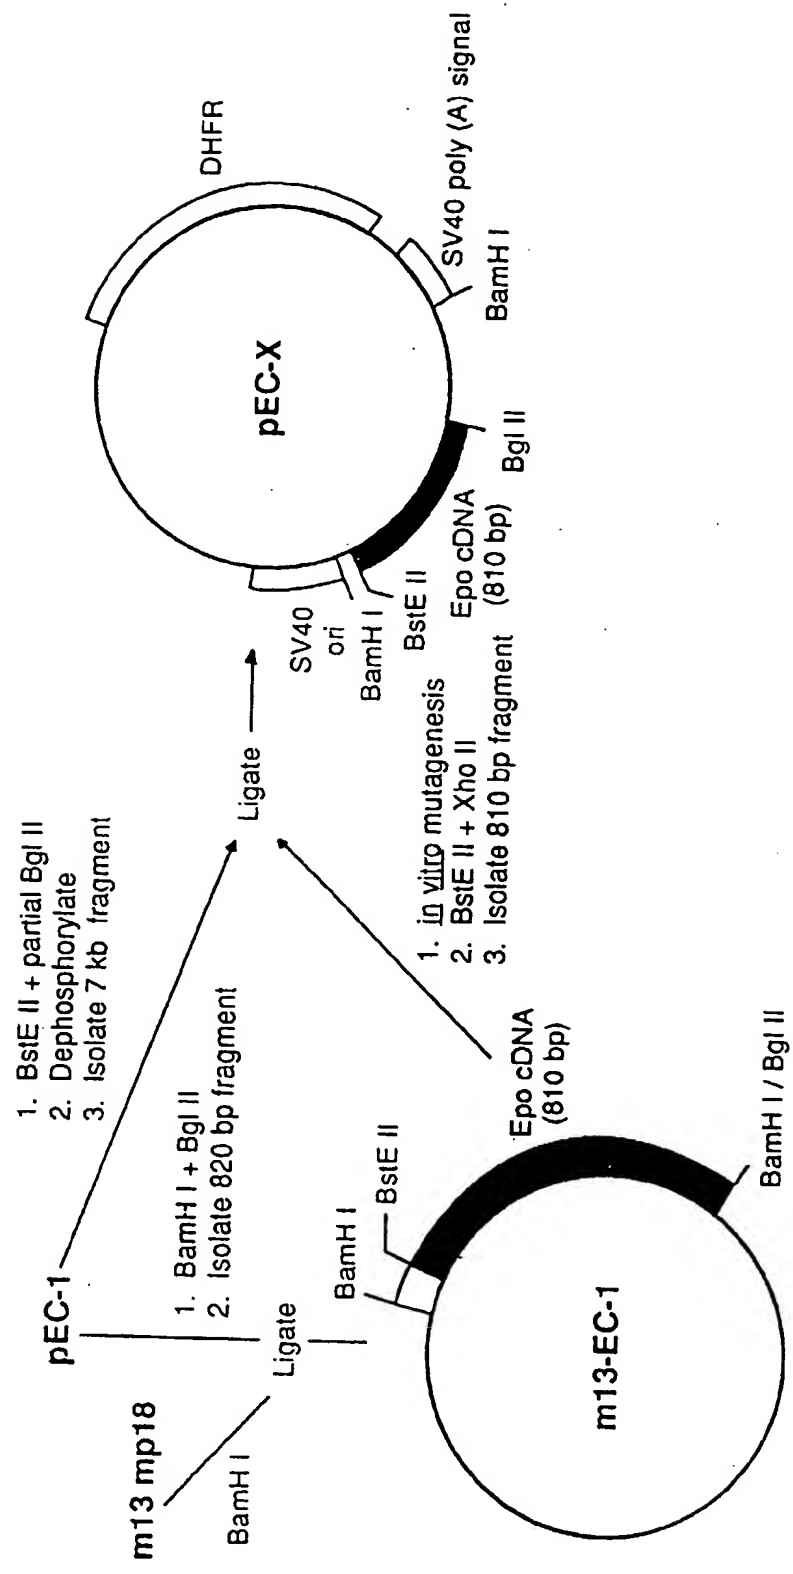 m13 mp18
BamH I
pEC-1
1. BamH I + Bgl II
2. Isolate 820 bp fragment
Ligate
1. BstE II + partial Bgl II
2. Dephosphorylate
3. Isolate 7 kb fragment
BamH I
BstE II
Epo cDNA
(810 bp)
BamH I / Bgl II
m13-EC-1
1. in vitro mutagenesis
2. BstE II + Xho II
3. Isolate 810 bp fragment
Ligate
pEC-X
DHFR
SV40 poly (A) signal
BamH I
Bgl II
Epo cDNA
(810 bp)
BstE II
BamH I
SV40
ori